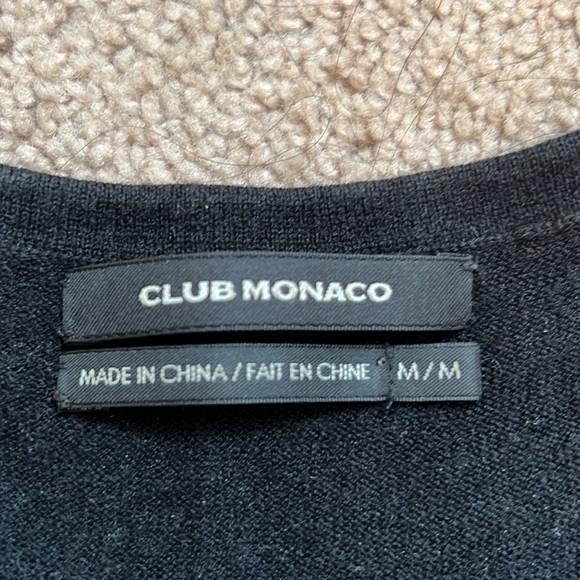 CLUB MONACO
MADE IN CHINA / FAIT EN CHINE M / M